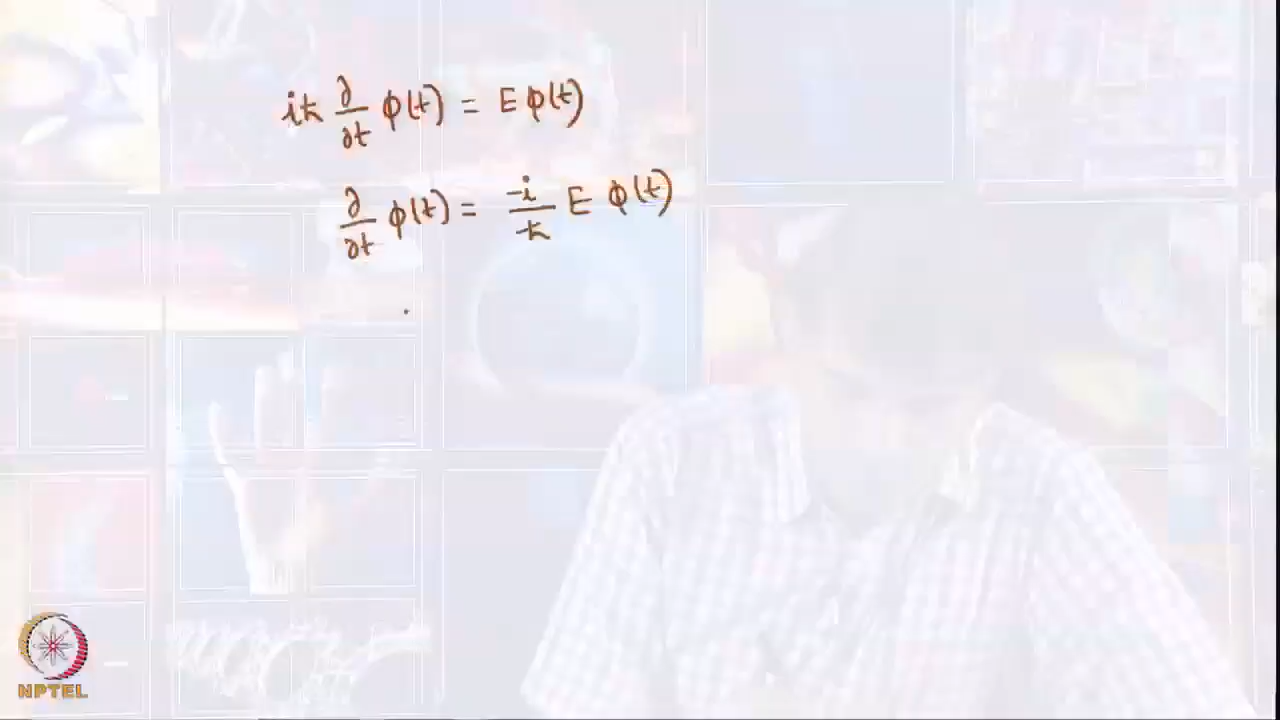 iħ ∂/∂t φ(t) = E φ(t)
∂/∂t φ(t) = -i/ħ E φ(t)
NPTEL